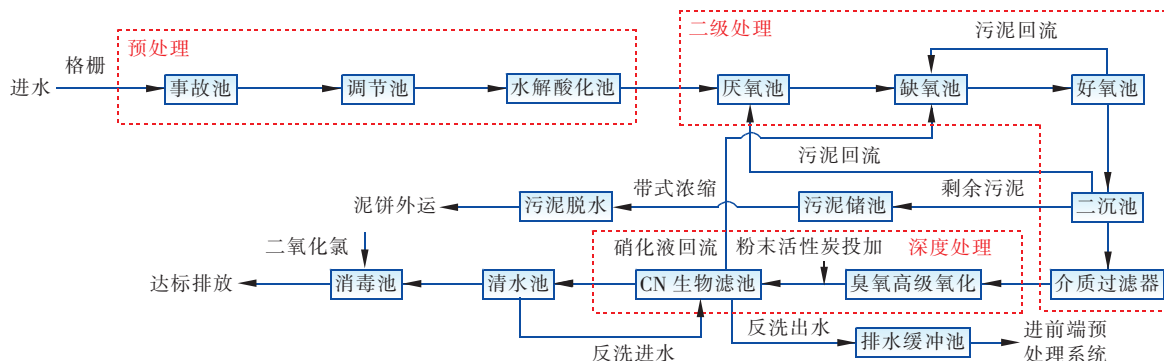 二级处理
污泥回流
预处理
格栅
进水
事故池
调节池
水解酸化池
厌氧池
缺氧池
好氧池
污泥回流
带式浓缩
剩余污泥
泥饼外运
污泥脱水
污泥储池
二沉池
二氧化氯
硝化液回流
粉末活性炭投加
深度处理
达标排放
消毒池
清水池
CN 生物滤池
臭氧高级氧化
介质过滤器
反洗进水
反洗出水
排水缓冲池
进前端预
处理系统